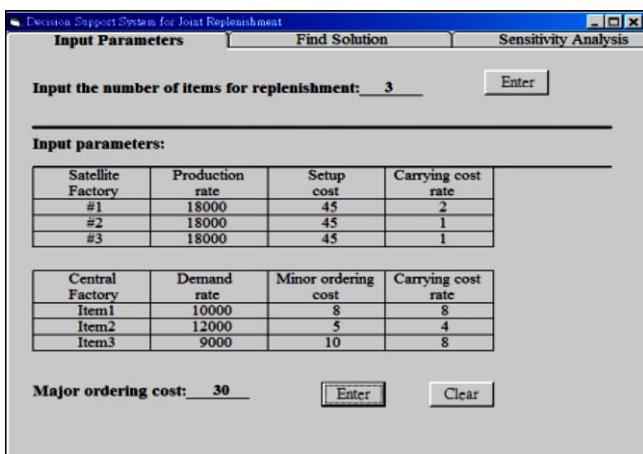 Decision Support System for Joint Replenishment
Input Parameters Find Solution Sensitivity Analysis
Input the number of items for replenishment: 3 Enter
Input parameters:
Satellite Factory Production rate Setup cost Carrying cost rate
#1 18000 45 2
#2 18000 45 1
#3 18000 45 1
Central Factory Demand rate Minor ordering cost Carrying cost rate
Item1 10000 8 8
Item2 12000 5 4
Item3 9000 10 8
Major ordering cost: 30 Enter Clear